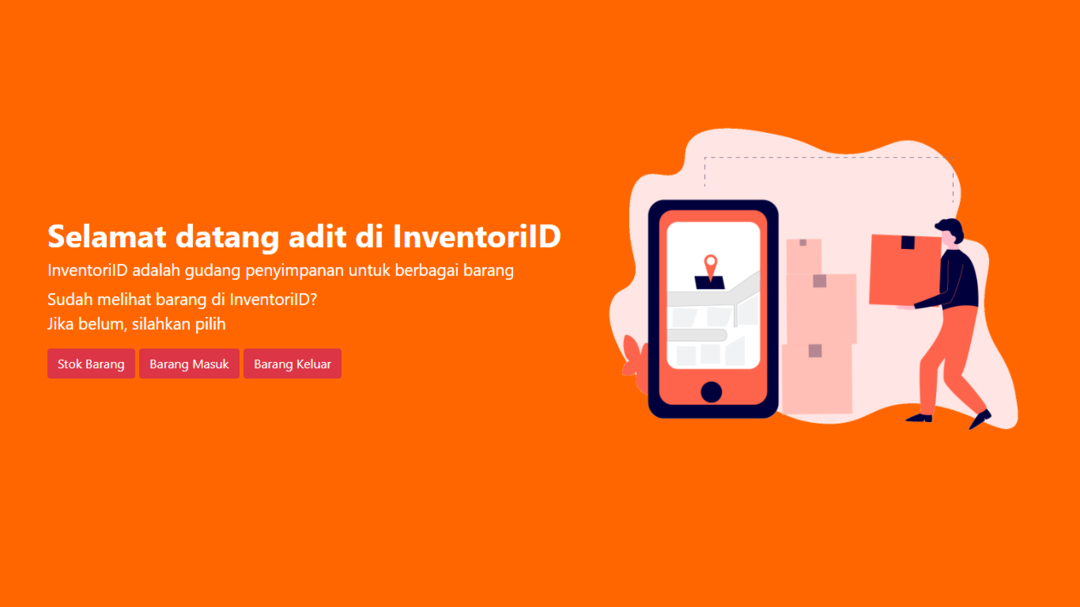 Selamat datang adit di InventoriID
InventoriID adalah gudang penyimpanan untuk berbagai barang
Sudah melihat barang di InventoriID?
Jika belum, silahkan pilih
Stok Barang Barang Masuk Barang Keluar